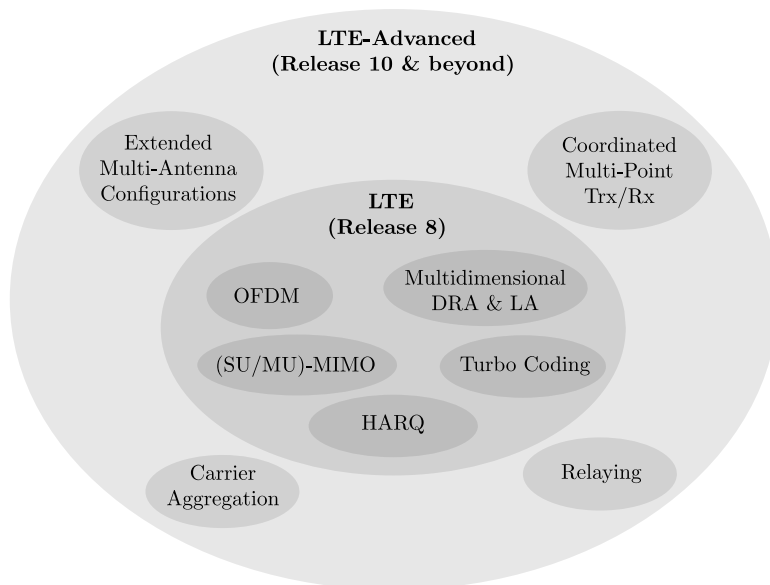 LTE-Advanced
(Release 10 & beyond)
Extended
Multi-Antenna
Configurations
Coordinated
Multi-Point
Trx/Rx
LTE
(Release 8)
OFDM
Multidimensional
DRA & LA
(SU/MU)-MIMO
Turbo Coding
HARQ
Carrier
Aggregation
Relaying